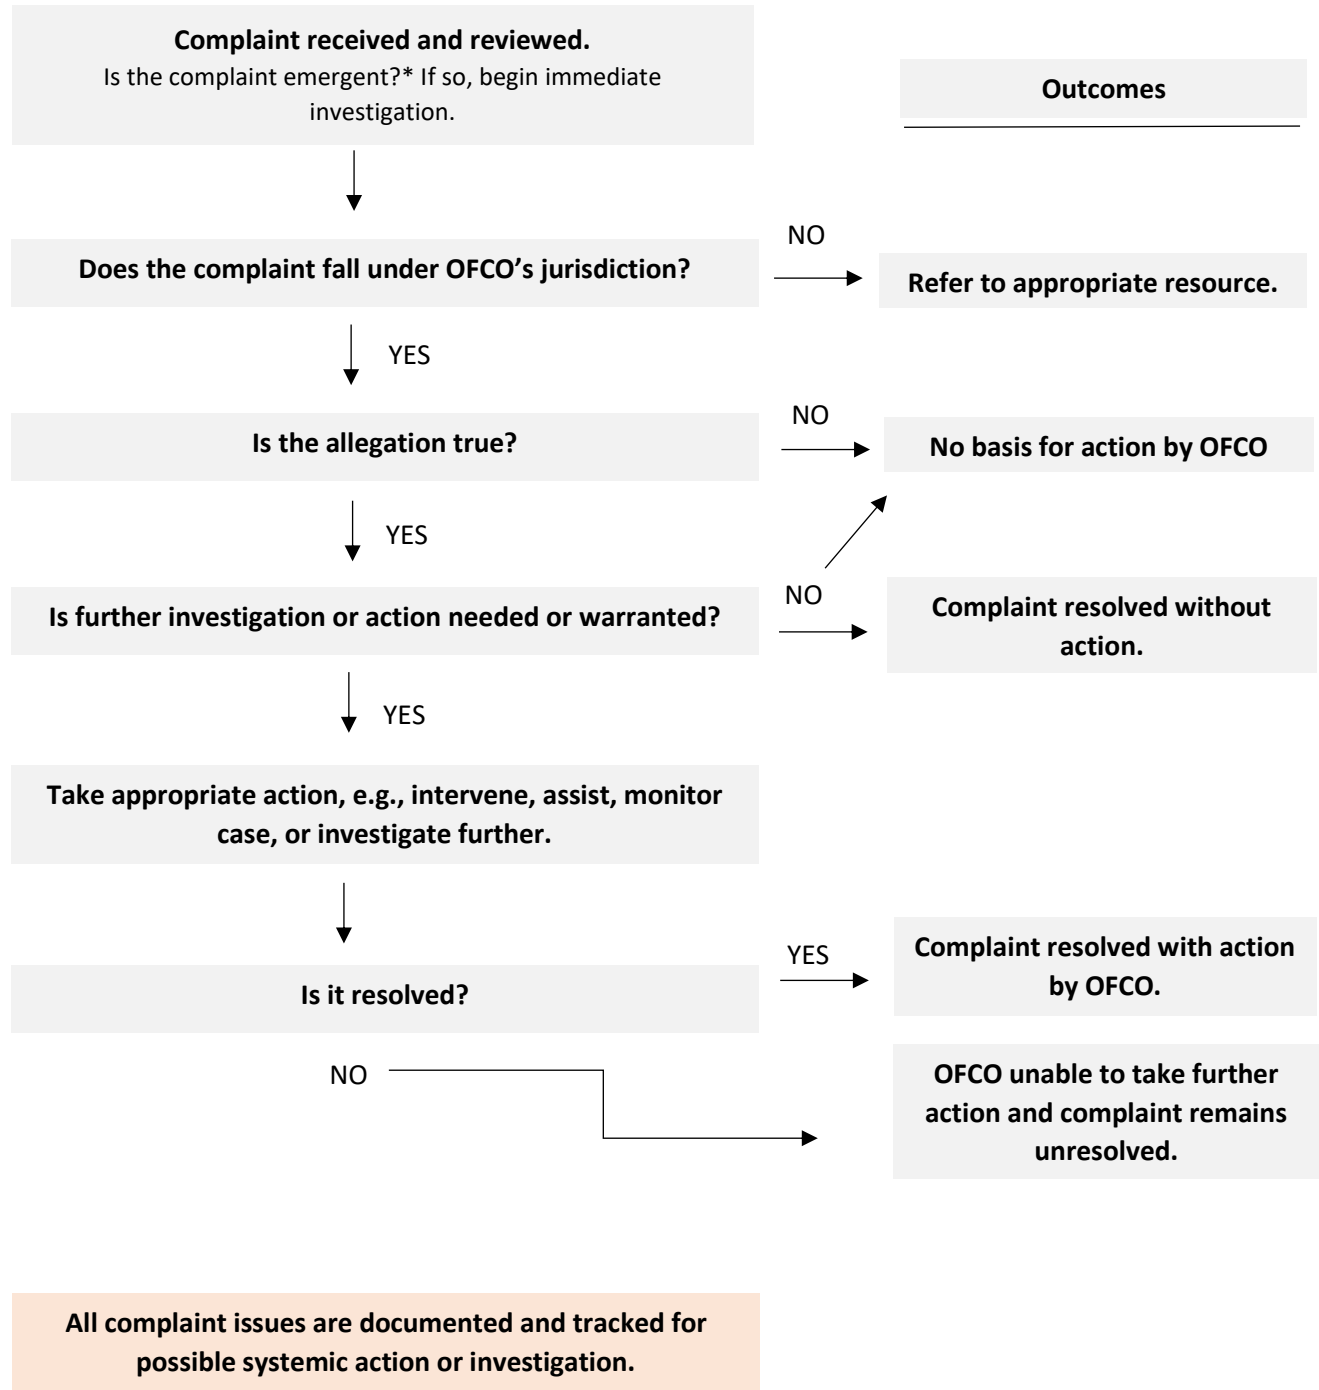 Complaint received and reviewed.
Is the complaint emergent?* If so, begin immediate
investigation.
Outcomes
Does the complaint fall under OFCO’s jurisdiction?
NO
Refer to appropriate resource.
YES
Is the allegation true?
NO
No basis for action by OFCO
YES
Is further investigation or action needed or warranted?
NO
Complaint resolved without
action.
YES
Take appropriate action, e.g., intervene, assist, monitor
case, or investigate further.
Is it resolved?
YES
Complaint resolved with action
by OFCO.
NO
OFCO unable to take further
action and complaint remains
unresolved.
All complaint issues are documented and tracked for
possible systemic action or investigation.